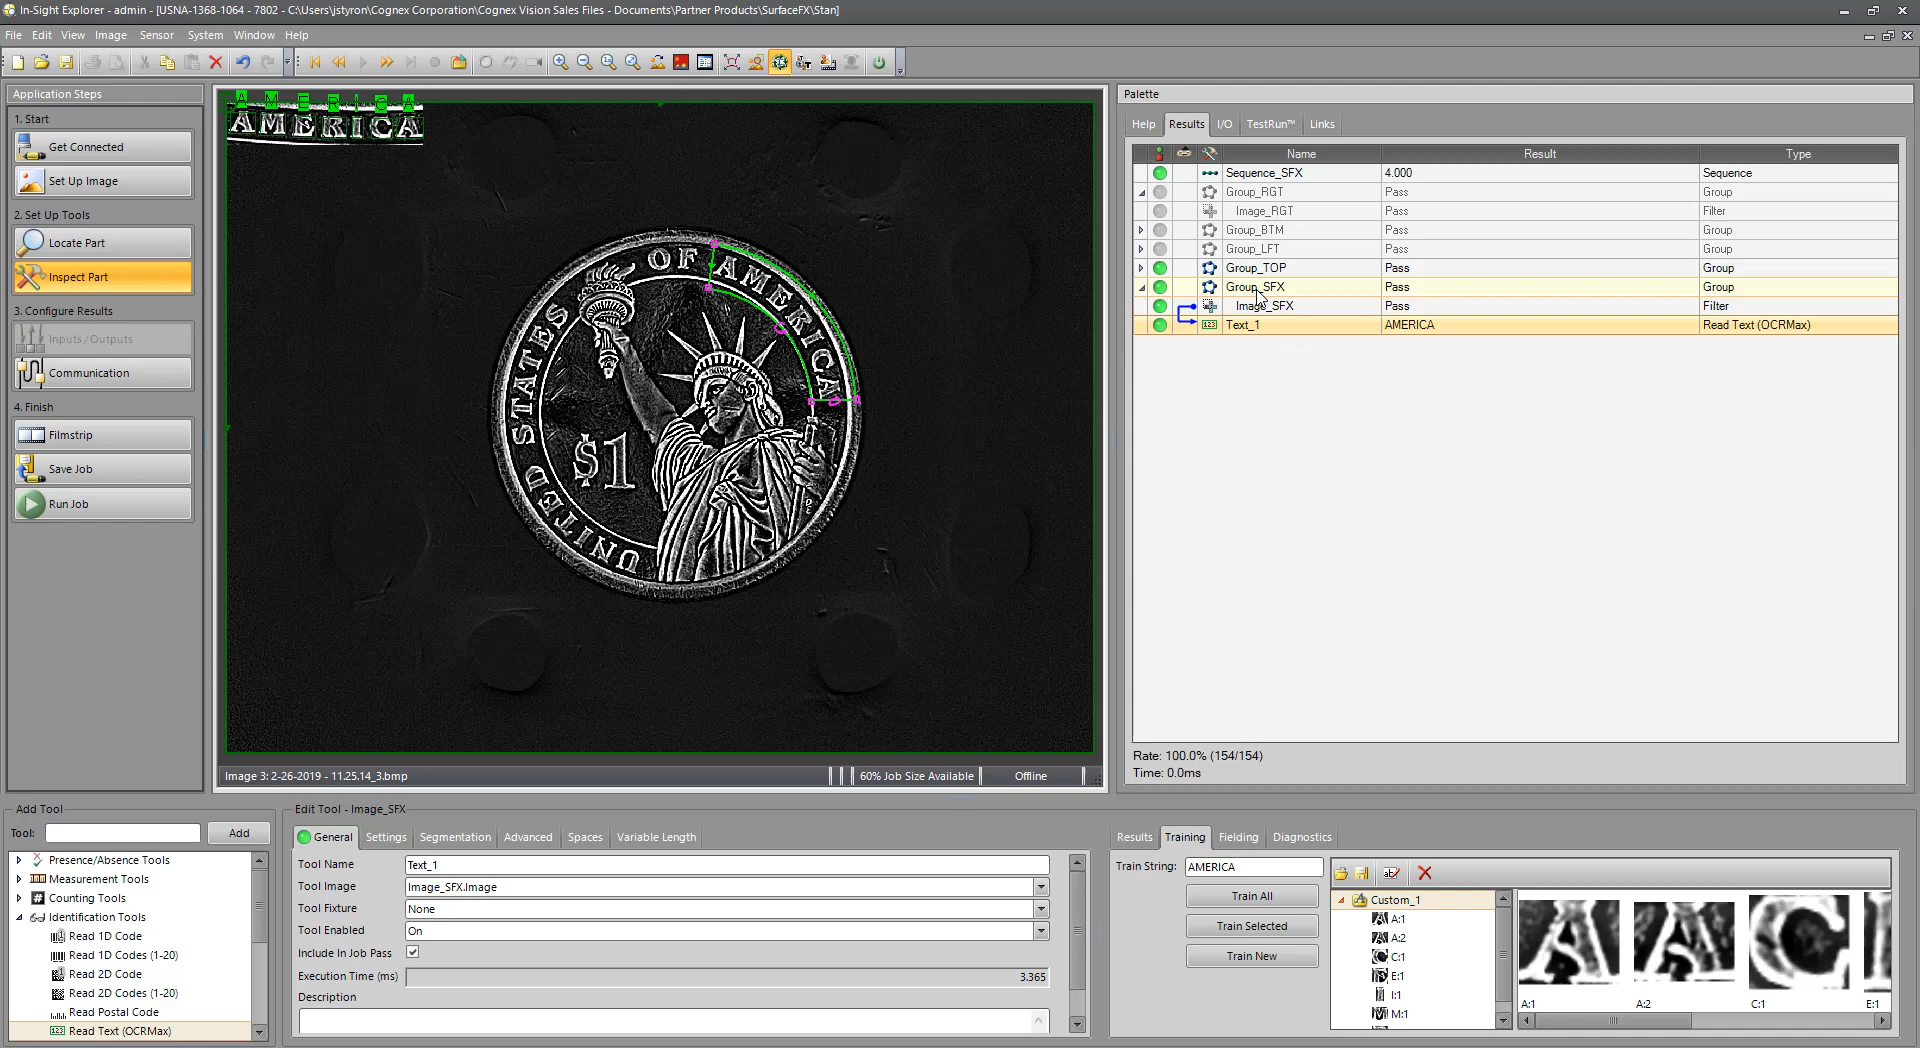 In-Sight Explorer - admin - [USNA-1368-1064 - 7802 - C:\Users\jstyron\Cognex Corporation\Cognex Vision Sales Files - Documents\Partner Products\SurfaceFX\Stan]
File Edit View Image Sensor System Window Help
Application Steps
1. Start
Get Connected
Set Up Image
2. Set Up Tools
Locate Part
Inspect Part
3. Configure Results
Inputs / Outputs
Communication
4. Finish
Filmstrip
Save Job
Run Job
A M E R I C A
AMERICA
UNITED STATES OF AMERICA
$1
Image 3: 2-26-2019 - 11.25.14_3.bmp
60% Job Size Available
Offline
Palette
Help Results I/O TestRun™ Links
Name Result Type
Sequence_SFX 4.000 Sequence
Group_RGT Pass Group
Image_RGT Pass Filter
Group_BTM Pass Group
Group_LFT Pass Group
Group_TOP Pass Group
Group_SFX Pass Group
Image_SFX Pass Filter
Text_1 AMERICA Read Text (OCRMax)
Rate: 100.0% (154/154)
Time: 0.0ms
Add Tool
Tool: Add
Presence/Absence Tools
Measurement Tools
Counting Tools
Identification Tools
Read 1D Code
Read 1D Codes (1-20)
Read 2D Code
Read 2D Codes (1-20)
Read Postal Code
Read Text (OCRMax)
Edit Tool - Image_SFX
General Settings Segmentation Advanced Spaces Variable Length
Tool Name Text_1
Tool Image Image_SFX.Image
Tool Fixture None
Tool Enabled On
Include In Job Pass
Execution Time (ms) 3.365
Description
Results Training Fielding Diagnostics
Train String: AMERICA
Train All
Train Selected
Train New
Custom_1
A:1
A:2
C:1
E:1
I:1
M:1
A:1 A:2 C:1 E:1